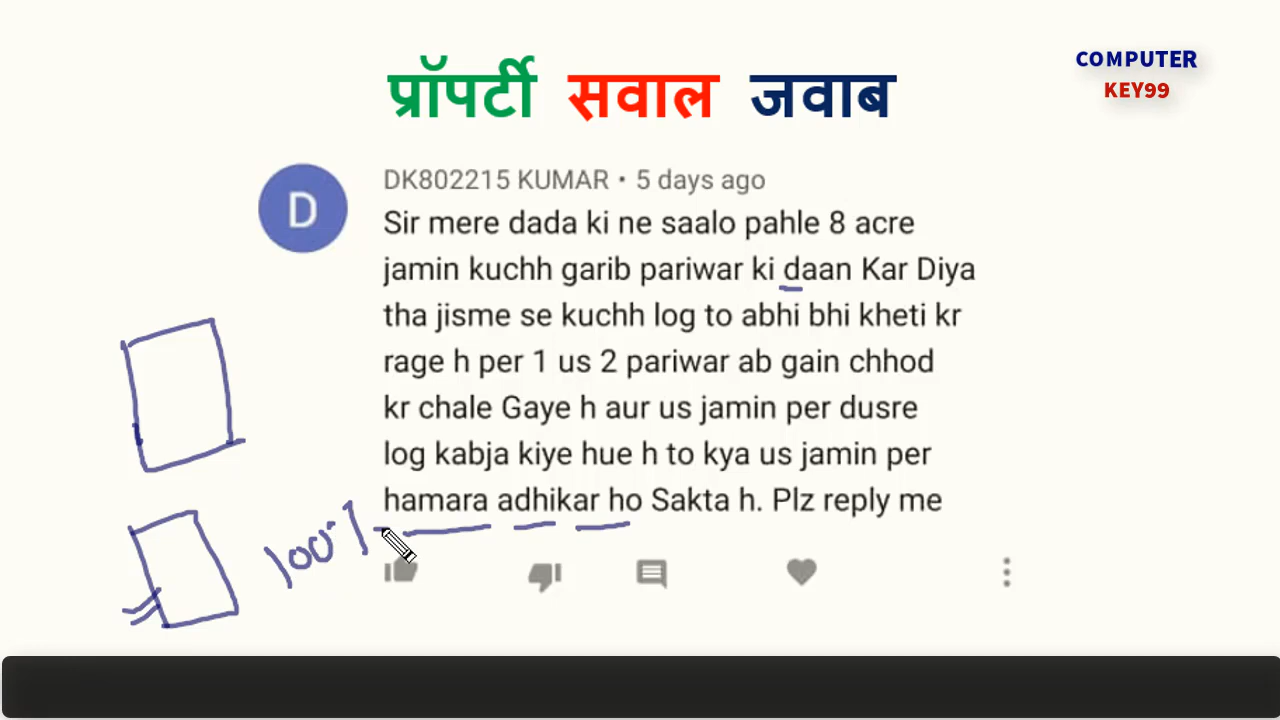 प्रॉपर्टी सवाल जवाब
COMPUTER
KEY99
D
DK802215 KUMAR • 5 days ago
Sir mere dada ki ne saalo pahle 8 acre
jamin kuchh garib pariwar ki daan Kar Diya
tha jisme se kuchh log to abhi bhi kheti kr
rage h per 1 us 2 pariwar ab gain chhod
kr chale Gaye h aur us jamin per dusre
log kabja kiye hue h to kya us jamin per
hamara adhikar ho Sakta h. Plz reply me
100%